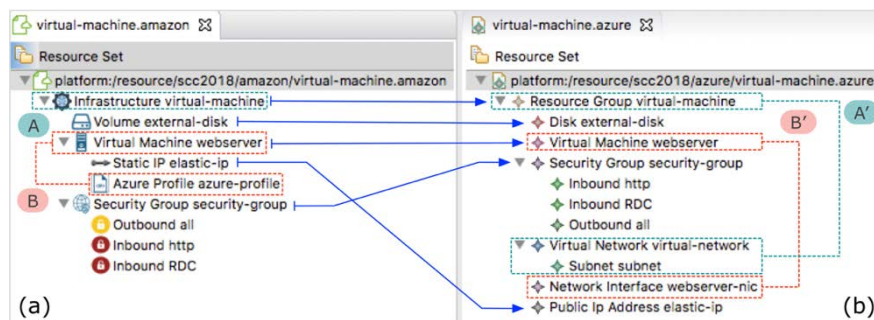 virtual-machine.amazon
Resource Set
platform:/resource/scc2018/amazon/virtual-machine.amazon
Infrastructure virtual-machine
A
Volume external-disk
Virtual Machine webserver
Static IP elastic-ip
Azure Profile azure-profile
B
Security Group security-group
Outbound all
Inbound http
Inbound RDC
(a)
virtual-machine.azure
Resource Set
platform:/resource/scc2018/azure/virtual-machine.azure
Resource Group virtual-machine
A'
B'
Disk external-disk
Virtual Machine webserver
Security Group security-group
Inbound http
Inbound RDC
Outbound all
Virtual Network virtual-network
Subnet subnet
Network Interface webserver-nic
Public Ip Address elastic-ip
(b)